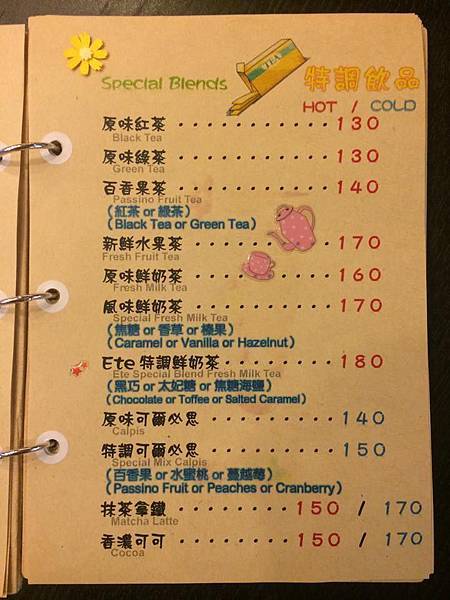 TEA
Special Blends 特調飲品
HOT / COLD
原味紅茶 ············ 130
Black Tea
原味綠茶 ············ 130
Green Tea
百香果茶 ············ 140
Passino Fruit Tea
(紅茶 or 綠茶)
(Black Tea or Green Tea)
新鮮水果茶 ·········· 170
Fresh Fruit Tea
原味鮮奶茶 ·········· 160
Fresh Milk Tea
風味鮮奶茶 ·········· 170
Special Fresh Milk Tea
(焦糖 or 香草 or 榛果)
(Caramel or Vanilla or Hazelnut)
Ete 特調鮮奶茶 ········ 180
Ete Special Blend Fresh Milk Tea
(黑巧 or 太妃糖 or 焦糖海鹽)
(Chocolate or Toffee or Salted Caramel)
原味可爾必思 ········· 140
Calpis
特調可爾必思 ········· 150
Special Mix Calpis
(百香果 or 水蜜桃 or 蔓越莓)
(Passino Fruit or Peaches or Cranberry)
抹茶拿鐵 ········ 150 / 170
Matcha Latte
香濃可可 ········ 150 / 170
Cocoa